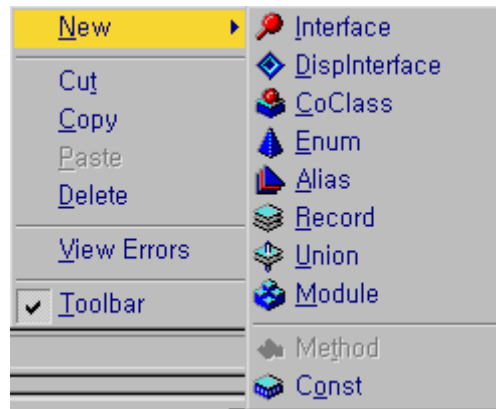 New
Cut
Copy
Paste
Delete
View Errors
Toolbar
Interface
DispInterface
CoClass
Enum
Alias
Record
Union
Module
Method
Const